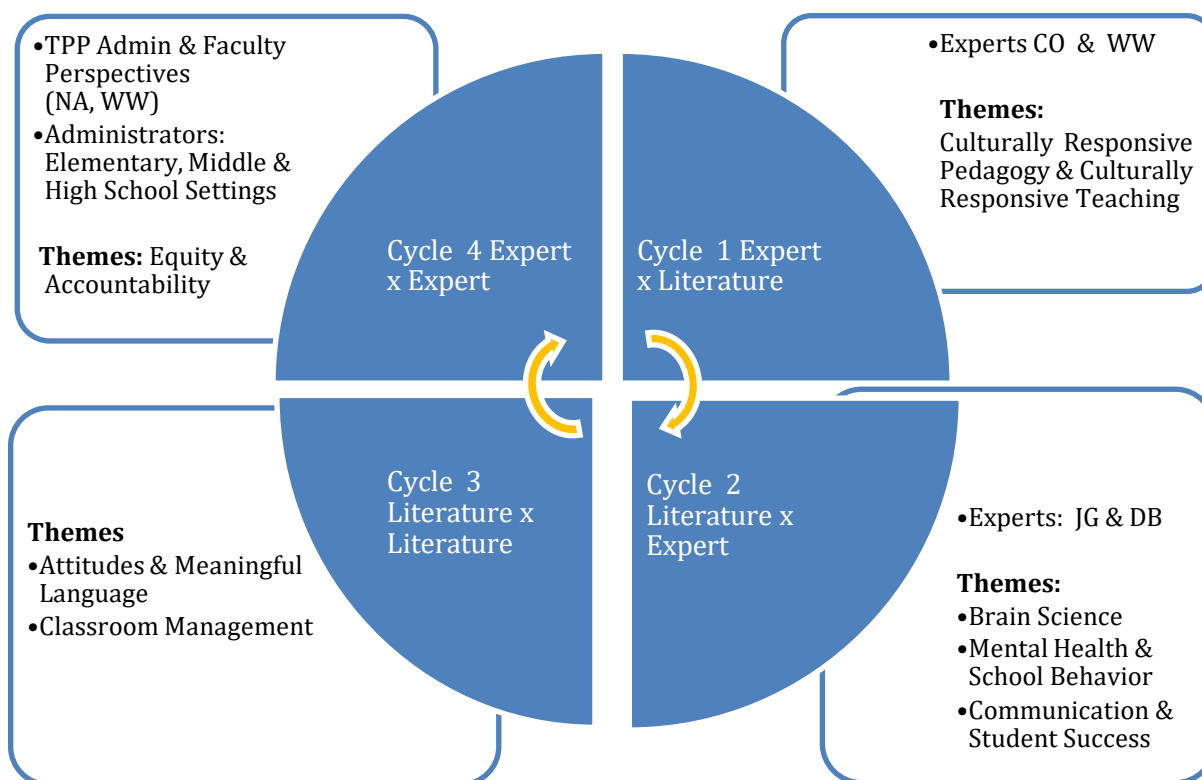 •TPP Admin & Faculty
Perspectives
(NA, WW)
•Administrators:
Elementary, Middle &
High School Settings
Themes: Equity &
Accountability
•Experts CO & WW
Themes:
Culturally Responsive
Pedagogy & Culturally
Responsive Teaching
Cycle 4 Expert
x Expert
Cycle 1 Expert
x Literature
Cycle 3
Literature x
Literature
Cycle 2
Literature x
Expert
Themes
•Attitudes & Meaningful
Language
•Classroom Management
•Experts: JG & DB
Themes:
•Brain Science
•Mental Health &
School Behavior
•Communication &
Student Success